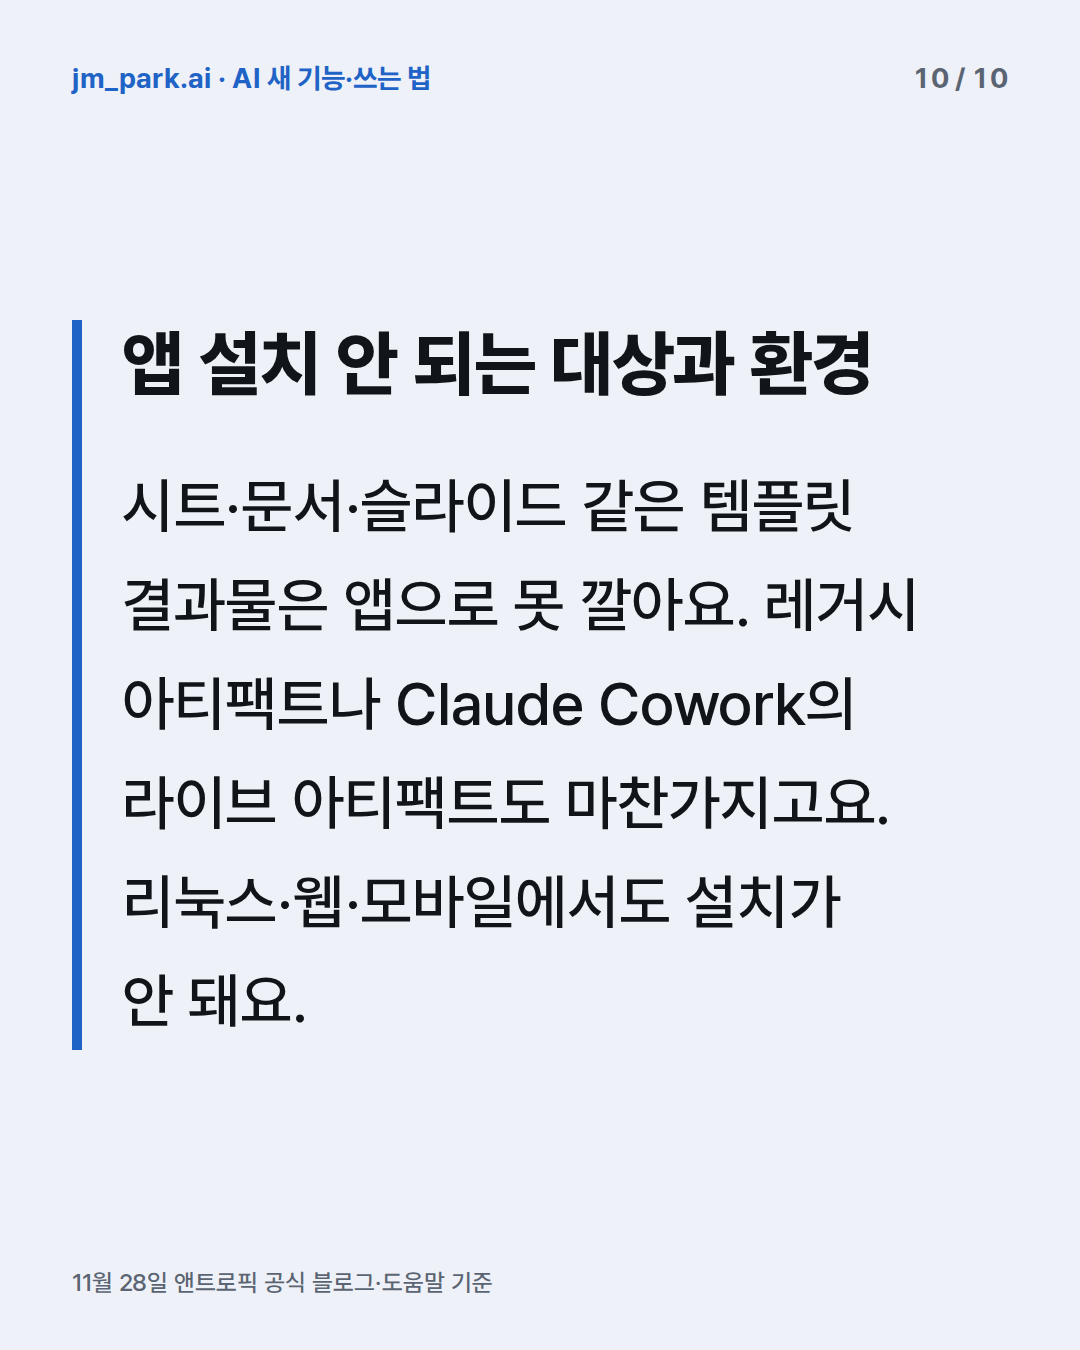 jm_park.ai · AI 새 기능·쓰는 법
10 / 10
앱 설치 안 되는 대상과 환경
시트·문서·슬라이드 같은 템플릿
결과물은 앱으로 못 깔아요. 레거시
아티팩트나 Claude Cowork의
라이브 아티팩트도 마찬가지고요.
리눅스·웹·모바일에서도 설치가
안 돼요.
11월 28일 앤트로픽 공식 블로그·도움말 기준